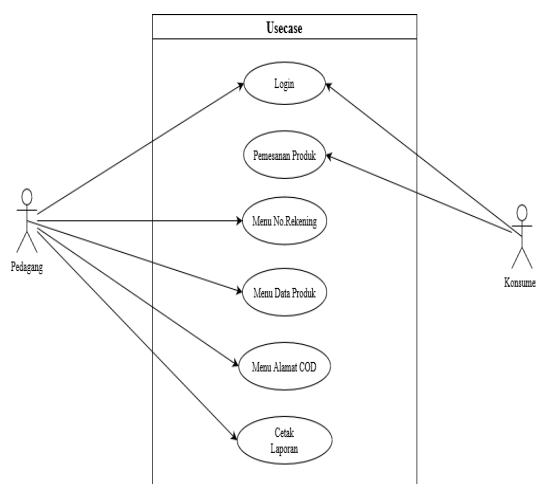 Usecase
Login
Pemesanan Produk
Menu No.Rekening
Pedagang
Menu Data Produk
Konsume
Menu Alamat COD
Cetak
Laporan